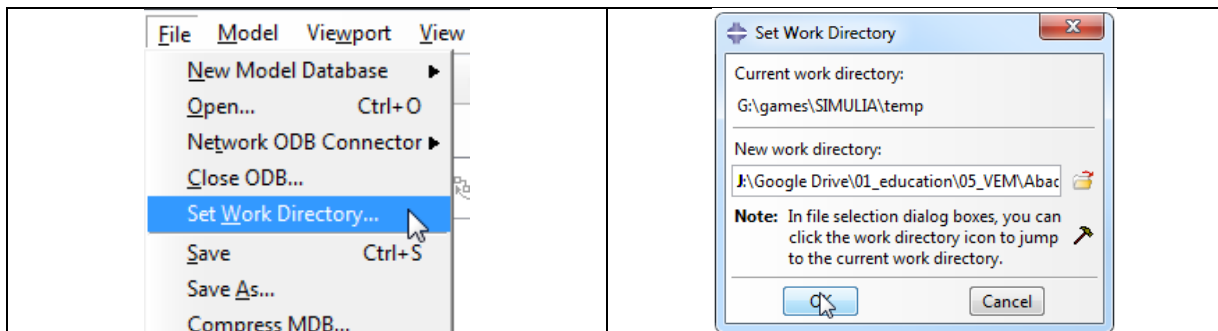 File Model Viewport View
New Model Database
Open... Ctrl+O
Network ODB Connector
Close ODB...
Set Work Directory...
Save Ctrl+S
Save As...
Compress MDB...
Set Work Directory
Current work directory:
G:\games\SIMULIA\temp
New work directory:
J:\Google Drive\01_education\05_VEM\Abac
Note: In file selection dialog boxes, you can
click the work directory icon to jump
to the current work directory.
OK Cancel